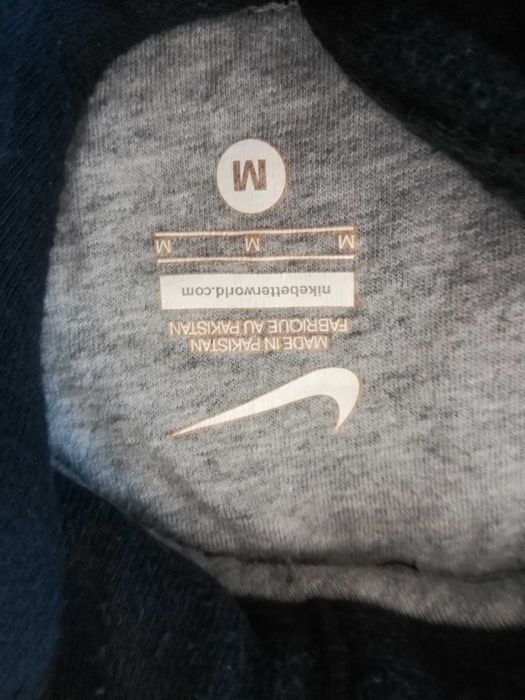 MADE IN PAKISTAN
FABRIQUE AU PAKISTAN
nikebetterworld.com
M M M
M